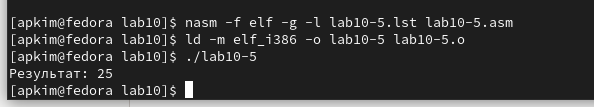 [apkim@fedora lab10]$ nasm -f elf -g -l lab10-5.lst lab10-5.asm
[apkim@fedora lab10]$ ld -m elf_i386 -o lab10-5 lab10-5.o
[apkim@fedora lab10]$ ./lab10-5
Результат: 25
[apkim@fedora lab10]$